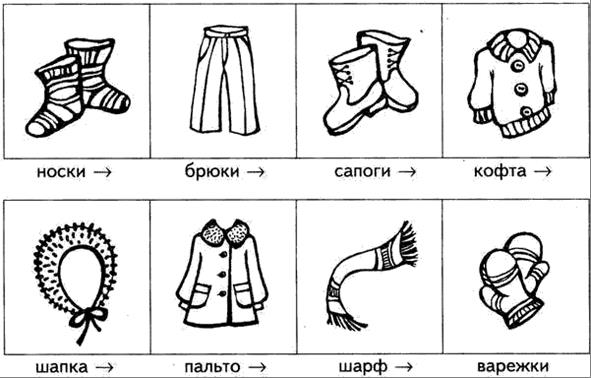 носки → брюки → сапоги → кофта →
шапка → пальто → шарф → варежки